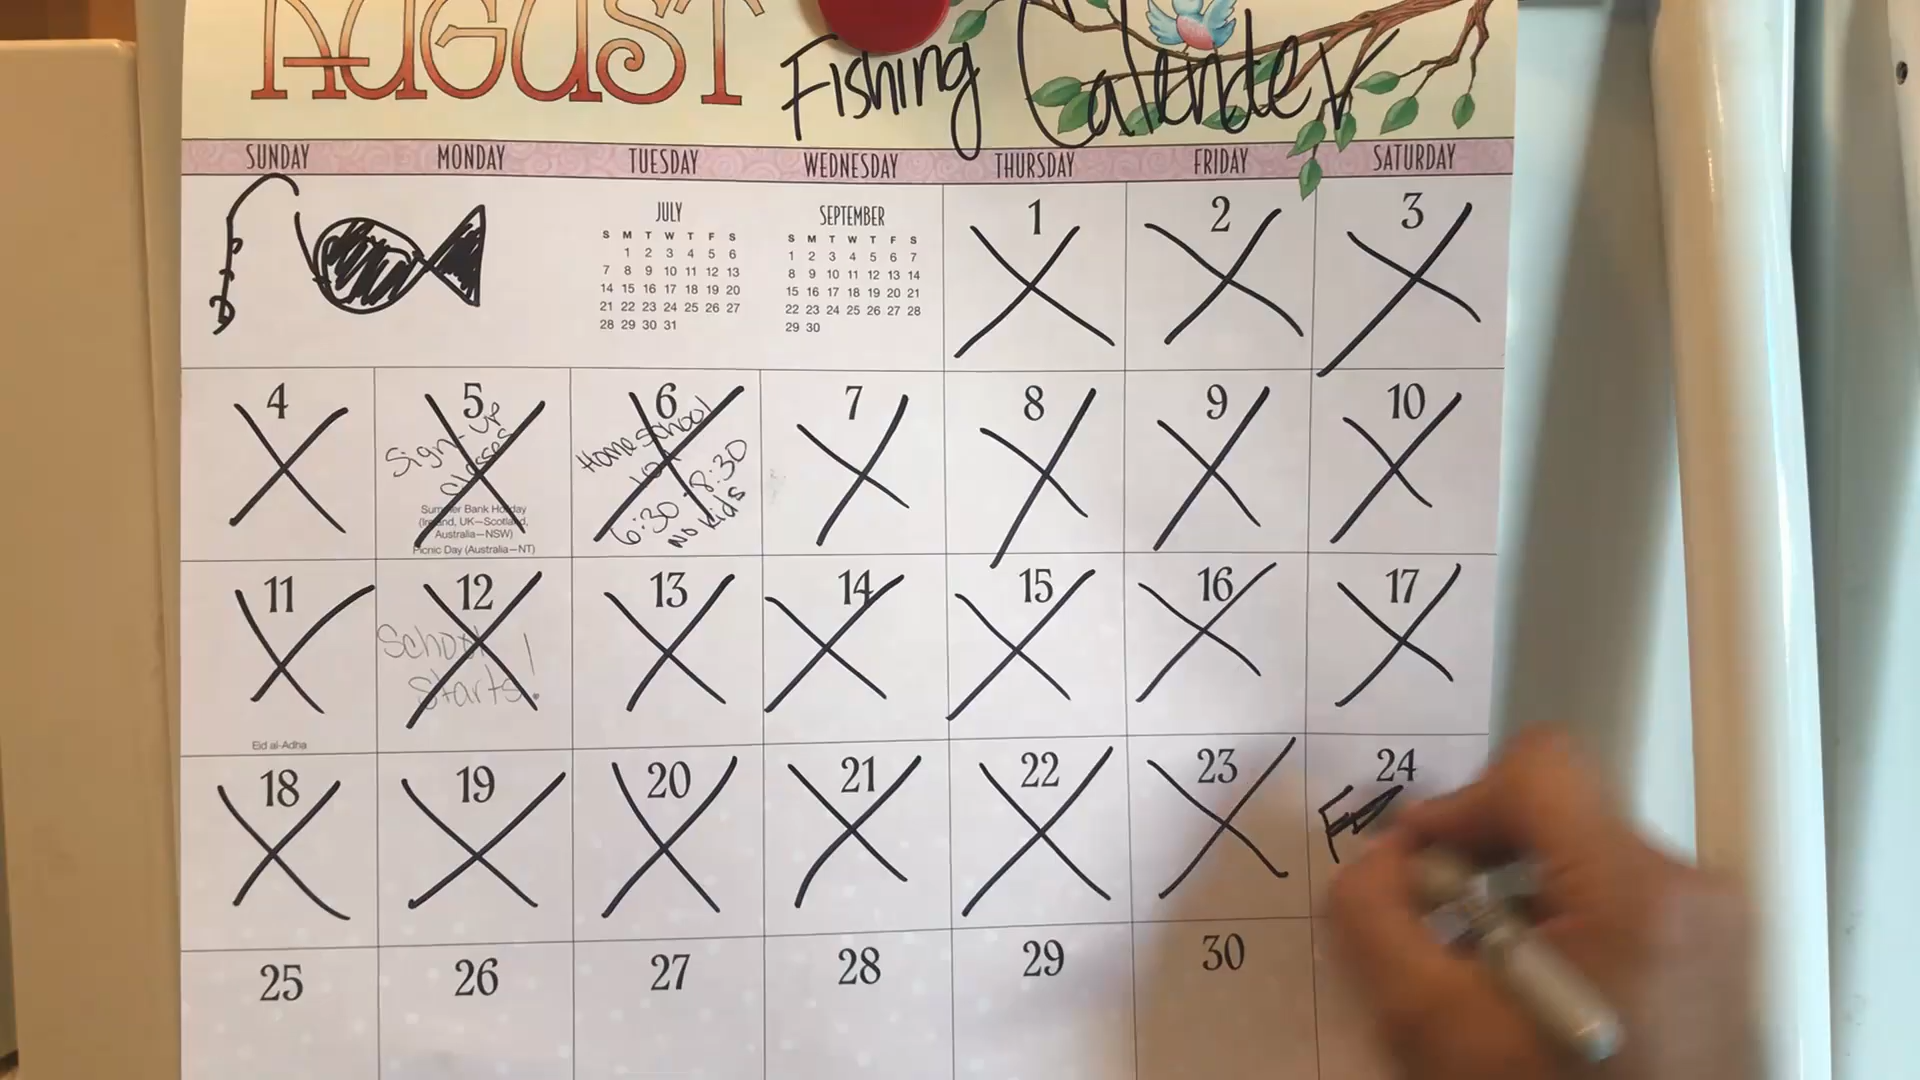 AUGUST
Fishing Calender
SUNDAY MONDAY TUESDAY WEDNESDAY THURSDAY FRIDAY SATURDAY
JULY
S M T W T F S
1 2 3 4 5 6
7 8 9 10 11 12 13
14 15 16 17 18 19 20
21 22 23 24 25 26 27
28 29 30 31
SEPTEMBER
S M T W T F S
1 2 3 4 5 6 7
8 9 10 11 12 13 14
15 16 17 18 19 20 21
22 23 24 25 26 27 28
29 30
1 2 3
4 5 6 7 8 9 10
Sign-up
Classes
Summer Bank Holiday
(Ireland, UK—Scotland,
Australia—NSW)
Picnic Day (Australia—NT)
Home School
101
6:30-8:30
No Kids
11 12 13 14 15 16 17
School
Starts!
Eid al-Adha
18 19 20 21 22 23 24
25 26 27 28 29 30